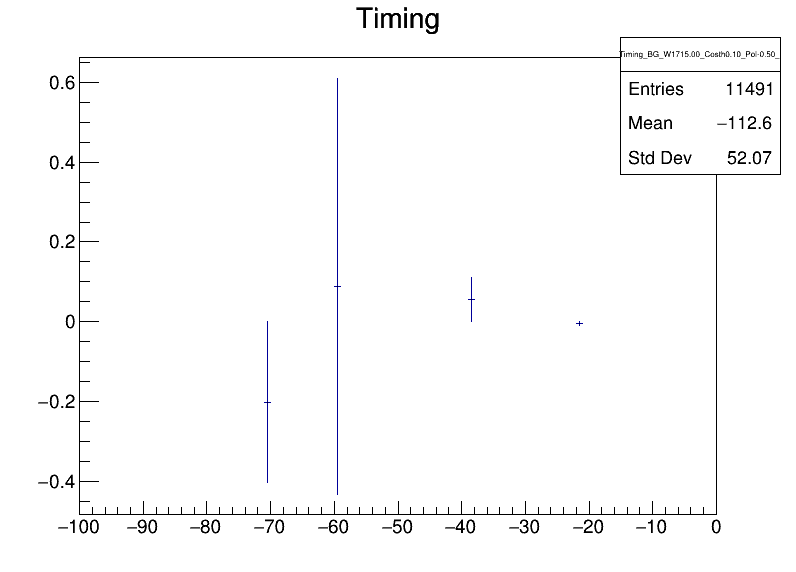 Timing
Timing_BG_W1715.00_Costh0.10_Pol-0.50_
Entries 11491
Mean −112.6
Std Dev 52.07
0.6
0.4
0.2
0
−0.2
−0.4
−100 −90 −80 −70 −60 −50 −40 −30 −20 −10 0